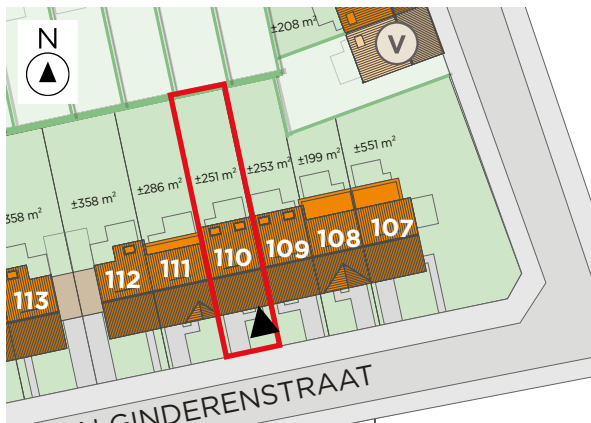 N
±208 m²
V
±551 m²
±199 m²
±253 m²
±251 m²
±286 m²
±358 m²
358 m²
107
108
109
110
111
112
113
GINDERENSTRAAT